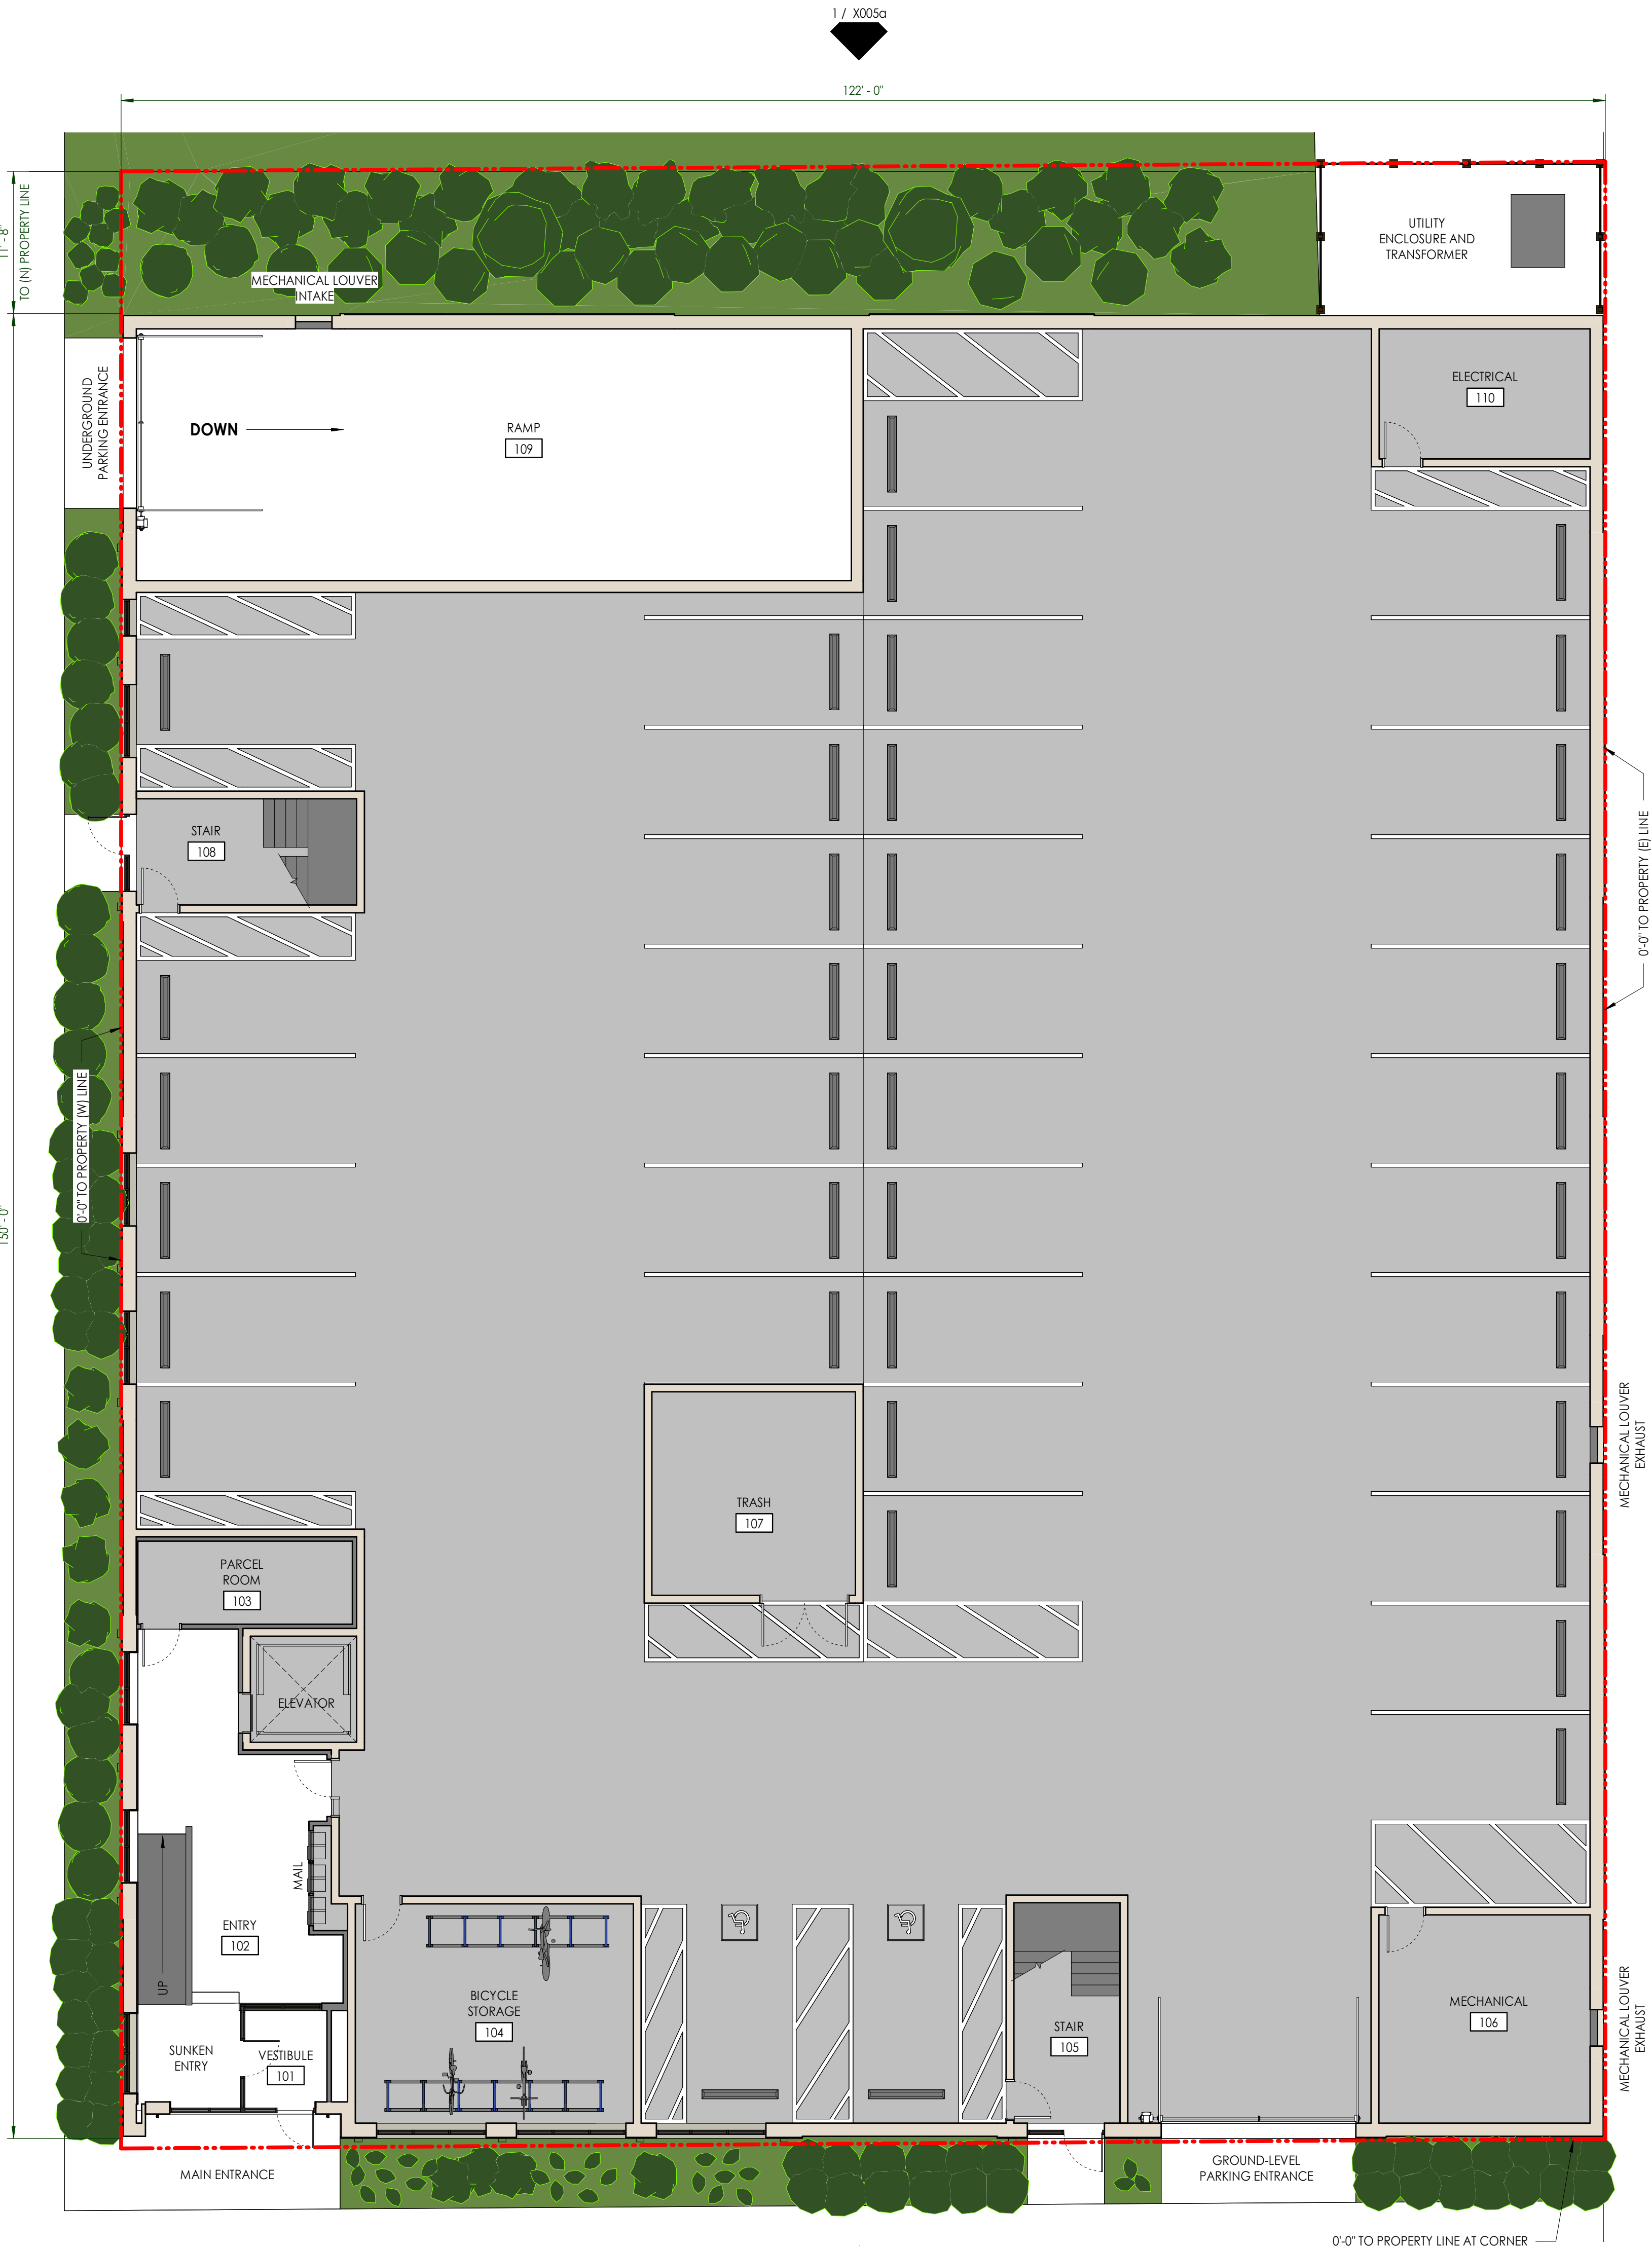 1 / X005a
122' - 0"
11' - 8"
TO (N) PROPERTY LINE
UTILITY
ENCLOSURE AND
TRANSFORMER
MECHANICAL LOUVER
INTAKE
UNDERGROUND
PARKING ENTRANCE
DOWN
RAMP
109
ELECTRICAL
110
STAIR
108
0'-0" TO PROPERTY (E) LINE
0'-0" TO PROPERTY (W) LINE
150' - 0"
MECHANICAL LOUVER
EXHAUST
TRASH
107
PARCEL
ROOM
103
ELEVATOR
MAIL
ENTRY
102
UP
BICYCLE
STORAGE
104
STAIR
105
MECHANICAL
106
MECHANICAL LOUVER
EXHAUST
SUNKEN
ENTRY
VESTIBULE
101
MAIN ENTRANCE
GROUND-LEVEL
PARKING ENTRANCE
0'-0" TO PROPERTY LINE AT CORNER